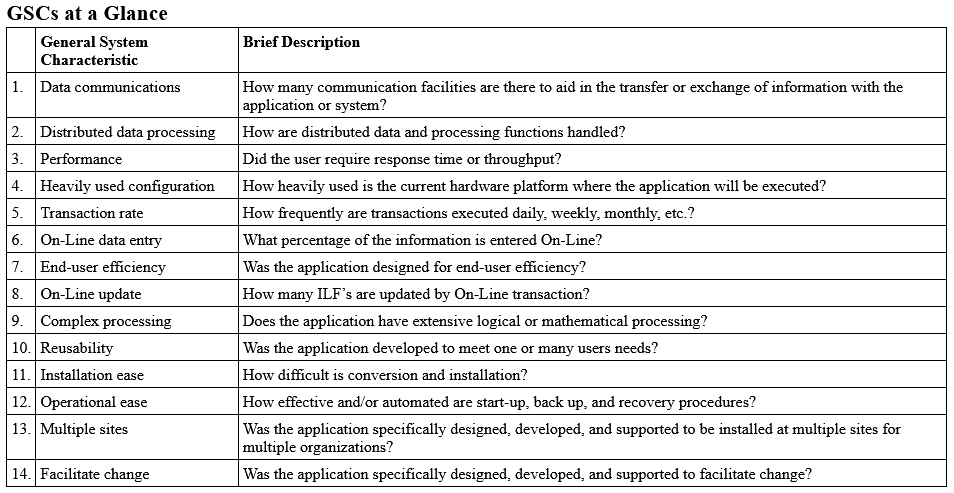 GSCs at a Glance
General System
Characteristic
Brief Description
1. Data communications
How many communication facilities are there to aid in the transfer or exchange of information with the
application or system?
2. Distributed data processing How are distributed data and processing functions handled?
3. Performance Did the user require response time or throughput?
4. Heavily used configuration How heavily used is the current hardware platform where the application will be executed?
5. Transaction rate How frequently are transactions executed daily, weekly, monthly, etc.?
6. On-Line data entry What percentage of the information is entered On-Line?
7. End-user efficiency Was the application designed for end-user efficiency?
8. On-Line update How many ILF’s are updated by On-Line transaction?
9. Complex processing Does the application have extensive logical or mathematical processing?
10. Reusability Was the application developed to meet one or many users needs?
11. Installation ease How difficult is conversion and installation?
12. Operational ease How effective and/or automated are start-up, back up, and recovery procedures?
13. Multiple sites Was the application specifically designed, developed, and supported to be installed at multiple sites for
multiple organizations?
14. Facilitate change Was the application specifically designed, developed, and supported to facilitate change?